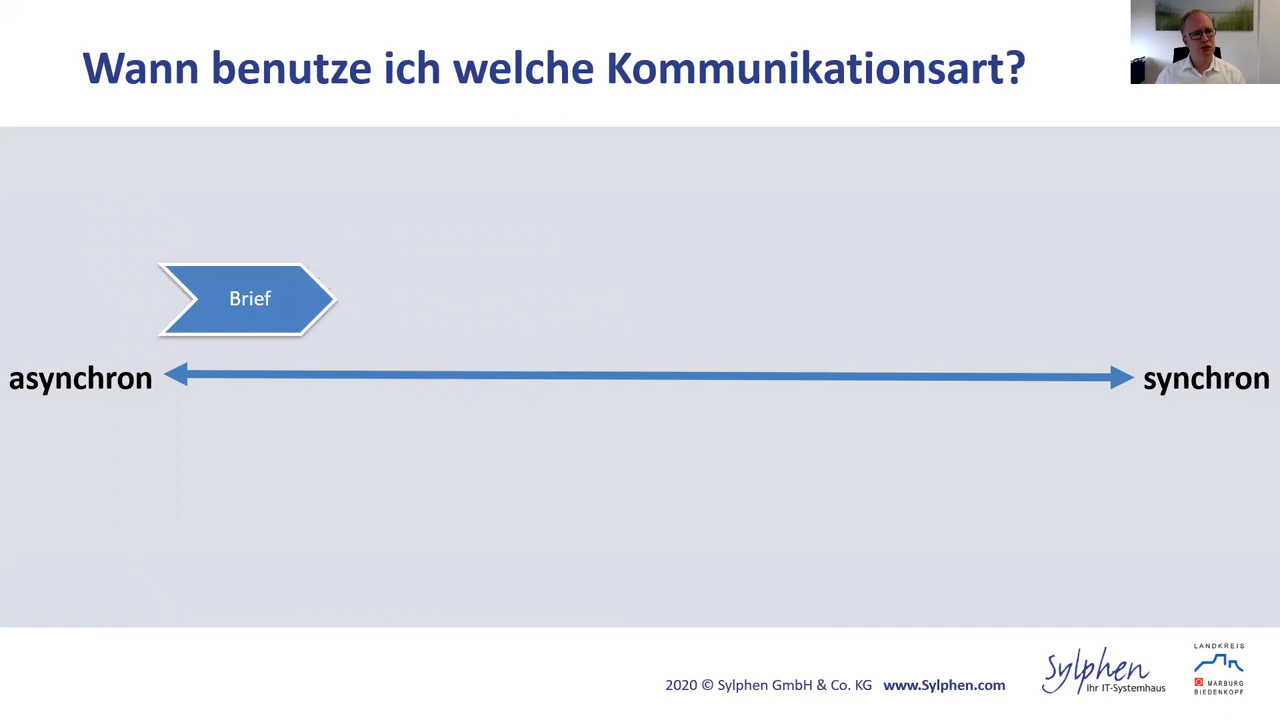 Wann benutze ich welche Kommunikationsart?
Brief
asynchron
synchron
2020 © Sylphen GmbH & Co. KG www.Sylphen.com
Sylphen
Ihr IT-Systemhaus
LANDKREIS
MARBURG
BIEDENKOPF